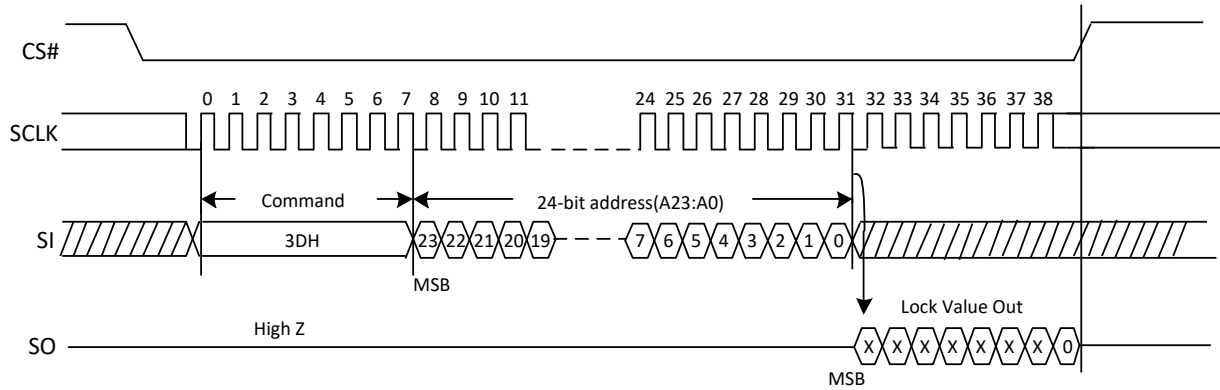 CS#
0 1 2 3 4 5 6 7 8 9 10 11 24 25 26 27 28 29 30 31 32 33 34 35 36 37 38
SCLK
Command 24-bit address(A23:A0)
SI 3DH 23 22 21 20 19 7 6 5 4 3 2 1 0
MSB
High Z Lock Value Out
SO X X X X X X X 0
MSB